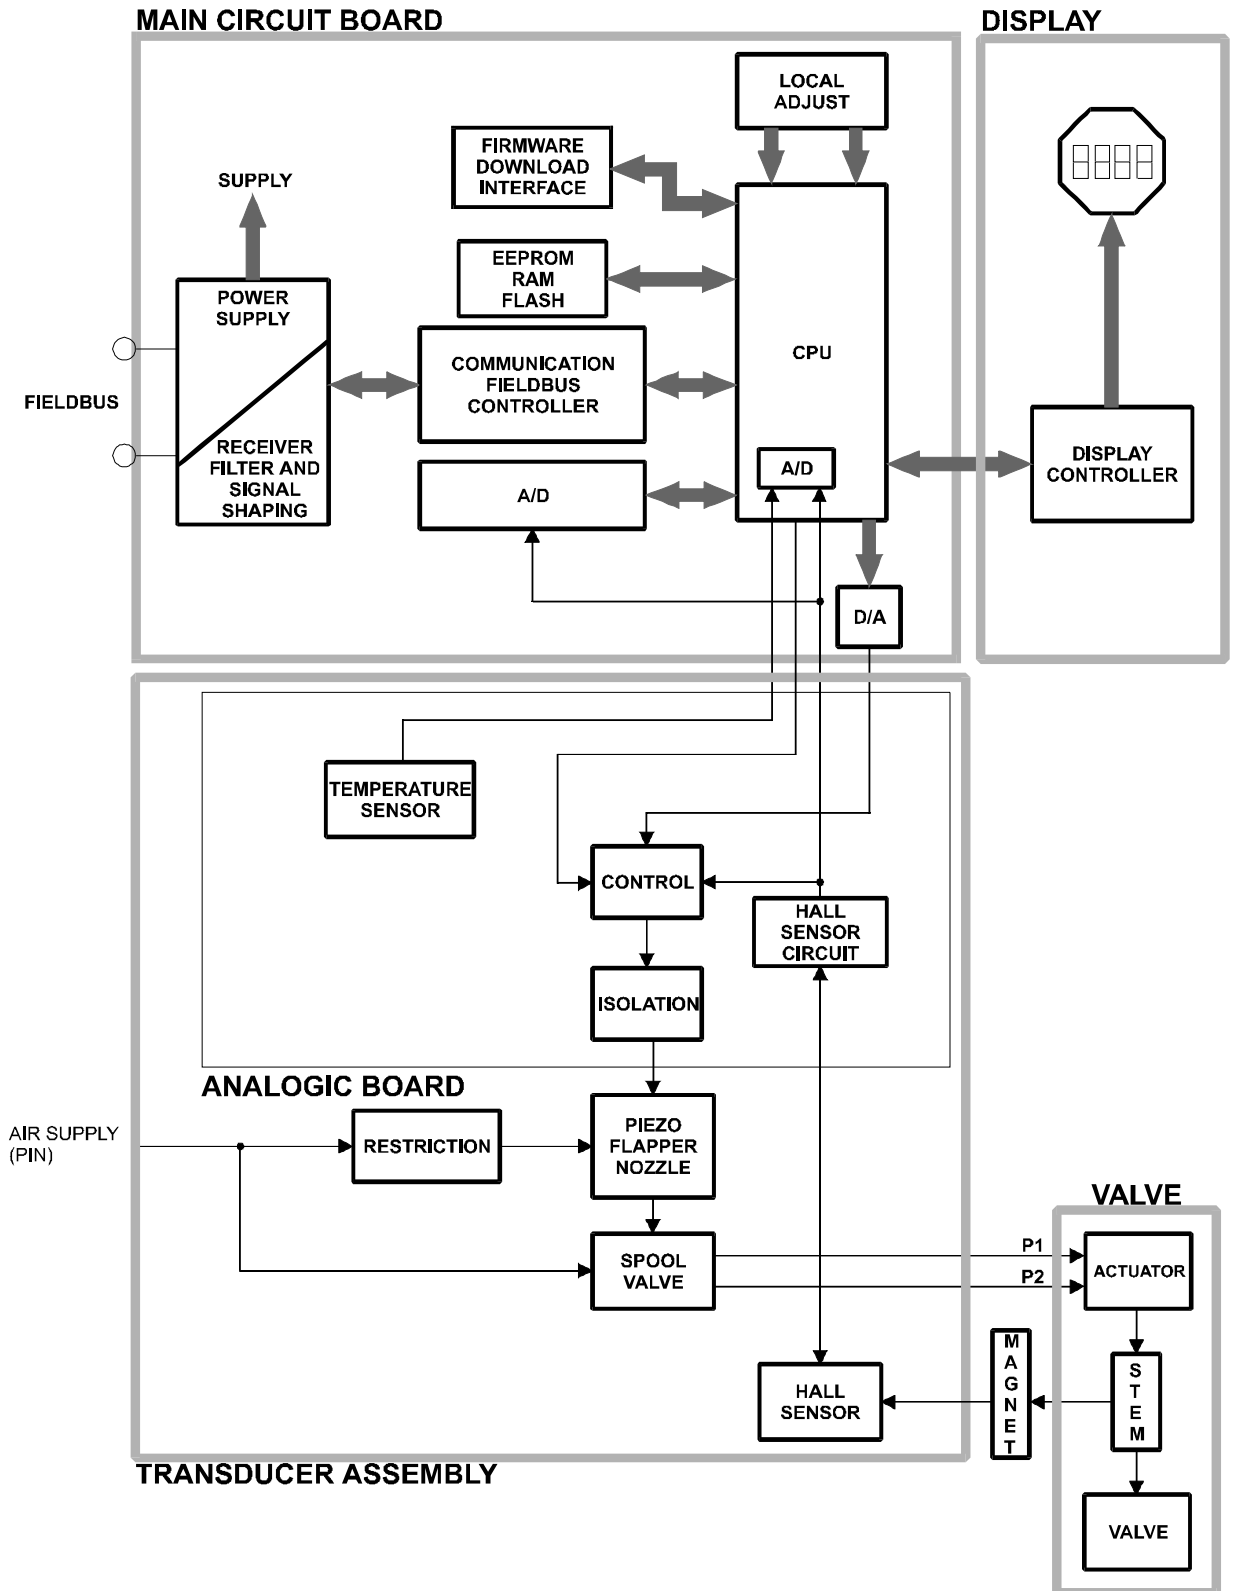 MAIN CIRCUIT BOARD
DISPLAY
LOCAL
ADJUST
FIRMWARE
DOWNLOAD
INTERFACE
SUPPLY
EEPROM
RAM
FLASH
POWER
SUPPLY
CPU
COMMUNICATION
FIELDBUS
CONTROLLER
FIELDBUS
RECEIVER
FILTER AND
SIGNAL
SHAPING
A/D
A/D
DISPLAY
CONTROLLER
D/A
TEMPERATURE
SENSOR
CONTROL
HALL
SENSOR
CIRCUIT
ISOLATION
ANALOGIC BOARD
AIR SUPPLY
(PIN)
RESTRICTION
PIEZO
FLAPPER
NOZZLE
VALVE
SPOOL
VALVE
P1
P2
ACTUATOR
MAGNET
STEM
HALL
SENSOR
TRANSDUCER ASSEMBLY
VALVE